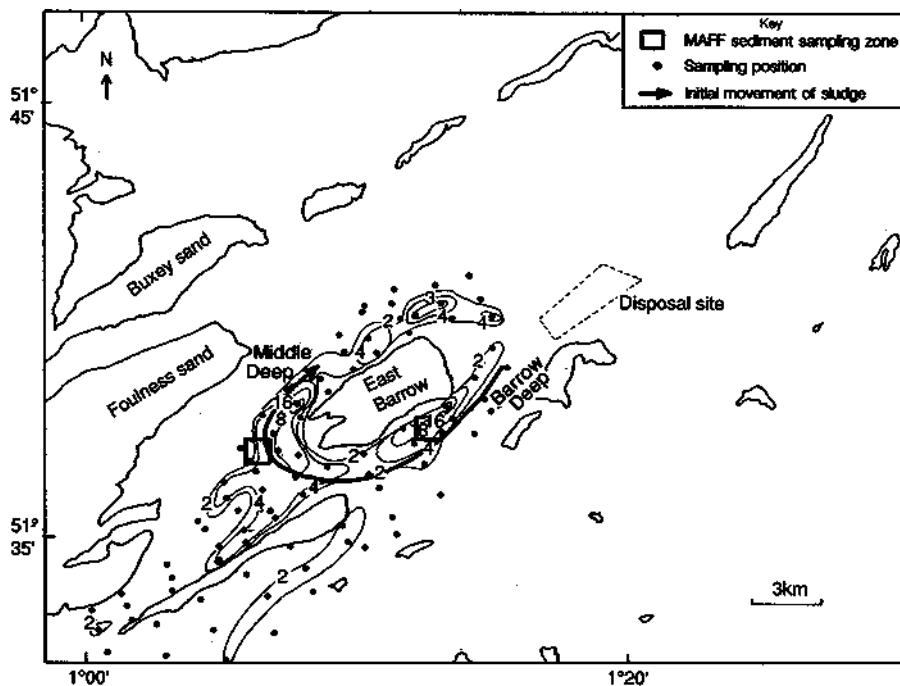 Key
MAFF sediment sampling zone
Sampling position
Initial movement of sludge
N
51°
45'
Buxey sand
Disposal site
3
4
2
4
4
Middle
Deep
2
Foulness sand
East
Barrow
Barrow
Deep
16
8
16
8
4
2
2
2
4
4
51°
35'
2
2
3km
1°00'
1°20'